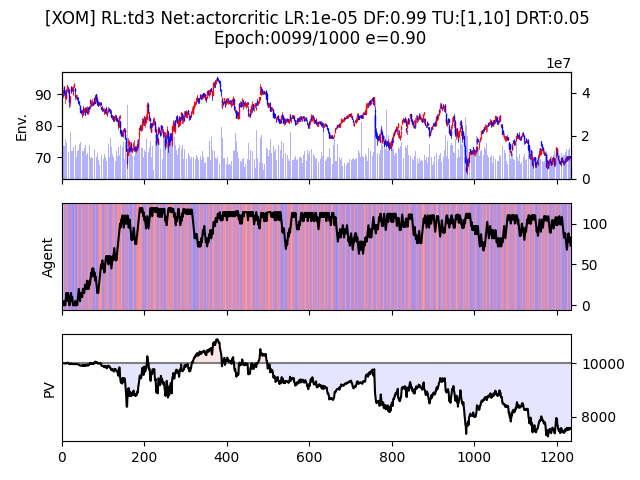 [XOM] RL:td3 Net:actorcritic LR:1e-05 DF:0.99 TU:[1,10] DRT:0.05
Epoch:0099/1000 e=0.90
1e7
Env.
90
80
70
4
2
0
Agent
100
50
0
PV
10000
8000
0 200 400 600 800 1000 1200